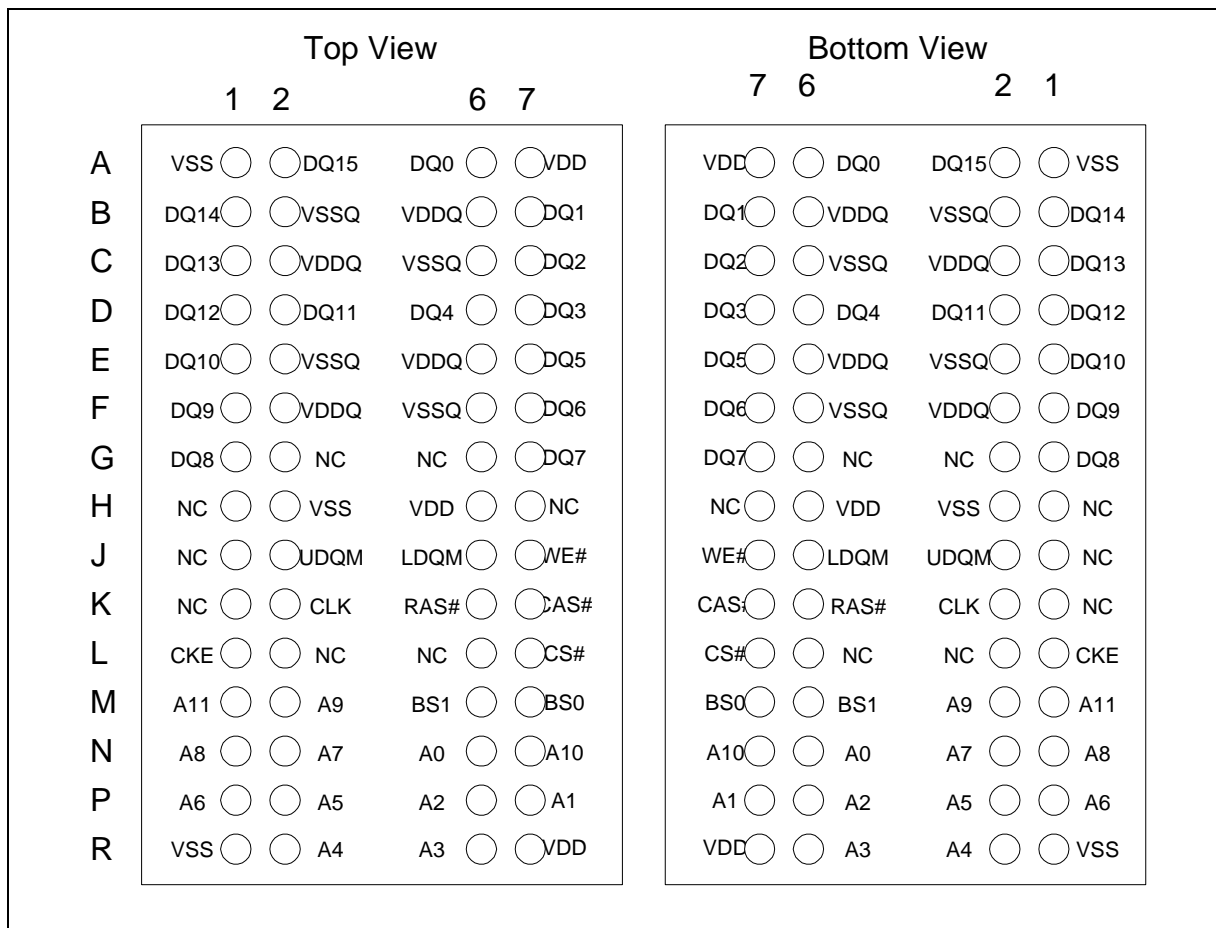 Top View Bottom View
1 2 6 7 7 6 2 1
A VSS DQ15 DQ0 VDD VDD DQ0 DQ15 VSS
B DQ14 VSSQ VDDQ DQ1 DQ1 VDDQ VSSQ DQ14
C DQ13 VDDQ VSSQ DQ2 DQ2 VSSQ VDDQ DQ13
D DQ12 DQ11 DQ4 DQ3 DQ3 DQ4 DQ11 DQ12
E DQ10 VSSQ VDDQ DQ5 DQ5 VDDQ VSSQ DQ10
F DQ9 VDDQ VSSQ DQ6 DQ6 VSSQ VDDQ DQ9
G DQ8 NC NC DQ7 DQ7 NC NC DQ8
H NC VSS VDD NC NC VDD VSS NC
J NC UDQM LDQM WE# WE# LDQM UDQM NC
K NC CLK RAS# CAS# CAS# RAS# CLK NC
L CKE NC NC CS# CS# NC NC CKE
M A11 A9 BS1 BS0 BS0 BS1 A9 A11
N A8 A7 A0 A10 A10 A0 A7 A8
P A6 A5 A2 A1 A1 A2 A5 A6
R VSS A4 A3 VDD VDD A3 A4 VSS